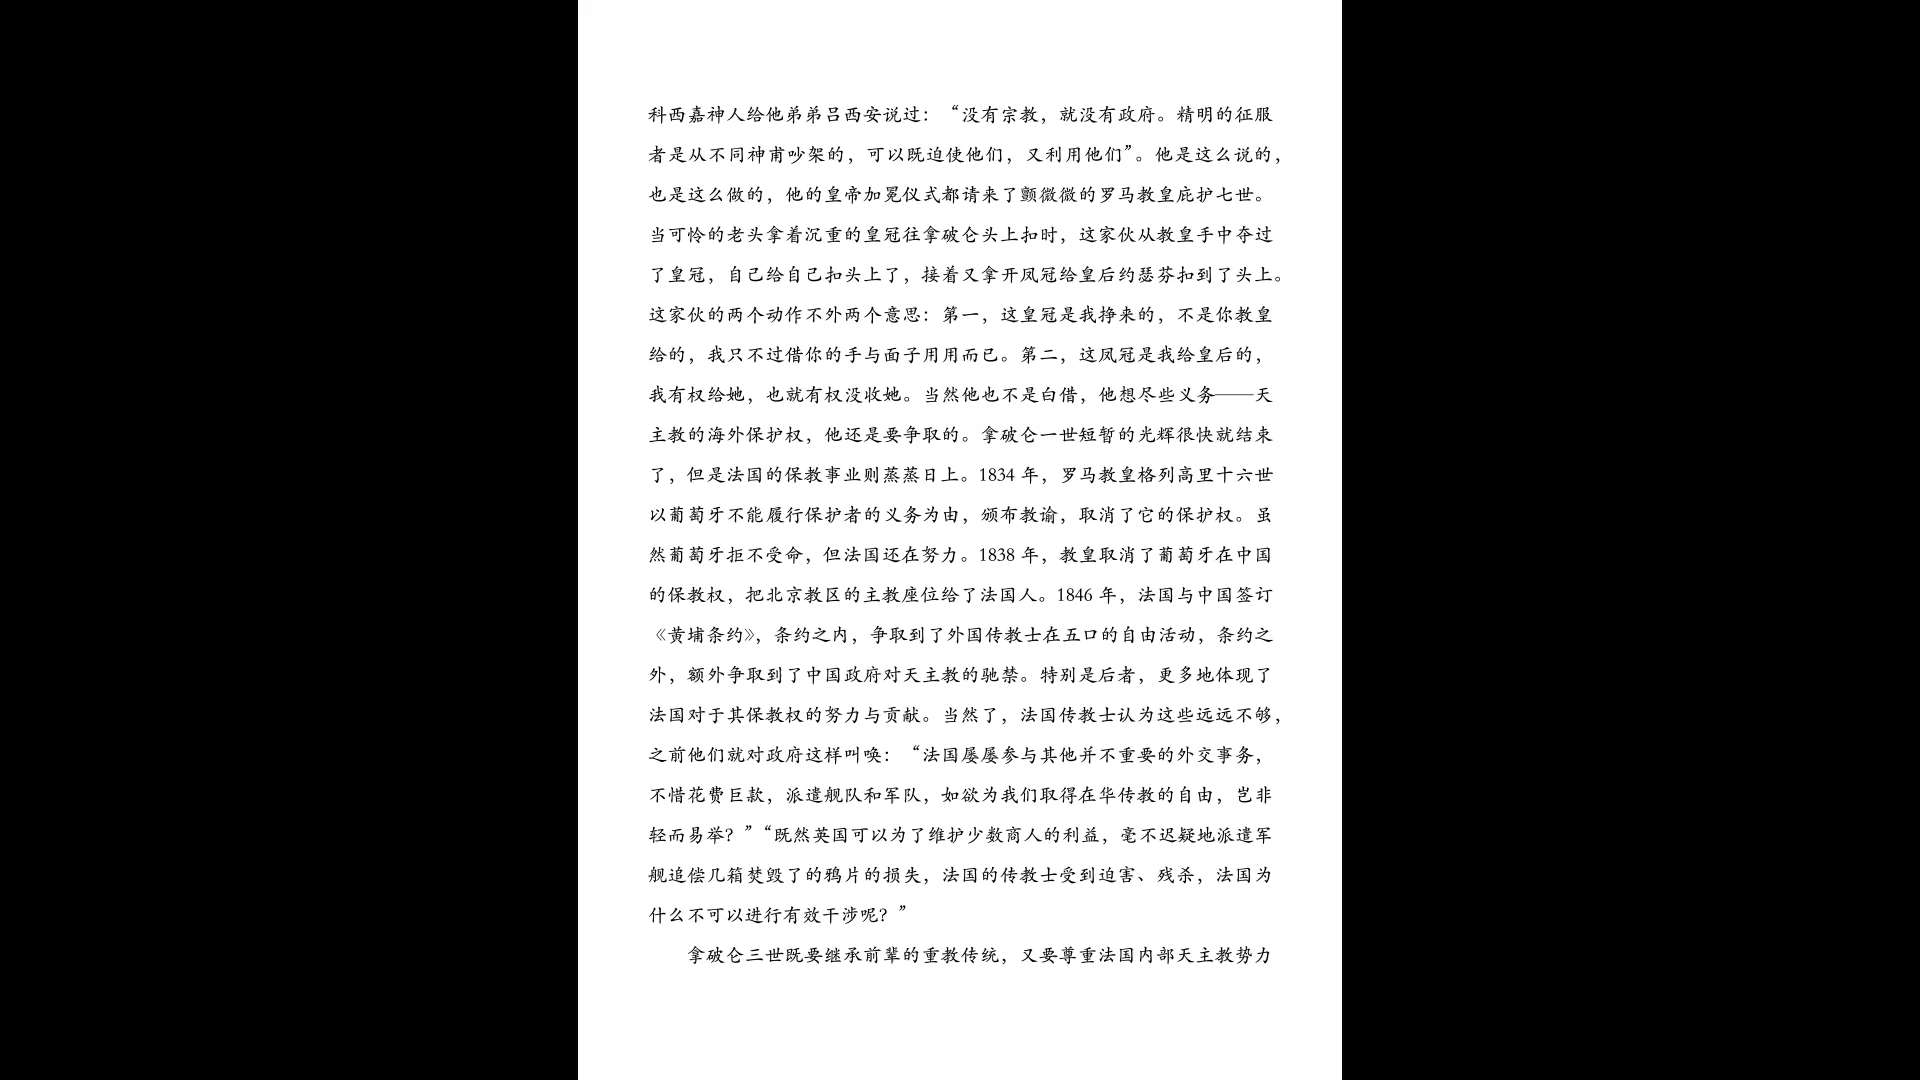 科西嘉神人给他弟弟吕西安说过：“没有宗教，就没有政府。精明的征服
者是从不同神甫吵架的，可以既迫使他们，又利用他们”。他是这么说的，
也是这么做的，他的皇帝加冕仪式都请来了颤微微的罗马教皇庇护七世。
当可怜的老头拿着沉重的皇冠往拿破仑头上扣时，这家伙从教皇手中夺过
了皇冠，自己给自己扣头上了，接着又拿开凤冠给皇后约瑟芬扣到了头上。
这家伙的两个动作不外两个意思：第一，这皇冠是我挣来的，不是你教皇
给的，我只不过借你的手与面子用用而已。第二，这凤冠是我给皇后的，
我有权给她，也就有权没收她。当然他也不是白借，他想尽些义务——天
主教的海外保护权，他还是要争取的。拿破仑一世短暂的光辉很快就结束
了，但是法国的保教事业则蒸蒸日上。1834 年，罗马教皇格列高里十六世
以葡萄牙不能履行保护者的义务为由，颁布教谕，取消了它的保护权。虽
然葡萄牙拒不受命，但法国还在努力。1838 年，教皇取消了葡萄牙在中国
的保教权，把北京教区的主教座位给了法国人。1846 年，法国与中国签订
《黄埔条约》，条约之内，争取到了外国传教士在五口的自由活动，条约之
外，额外争取到了中国政府对天主教的驰禁。特别是后者，更多地体现了
法国对于其保教权的努力与贡献。当然了，法国传教士认为这些远远不够，
之前他们就对政府这样叫唤：“法国屡屡参与其他并不重要的外交事务，
不惜花费巨款，派遣舰队和军队，如欲为我们取得在华传教的自由，岂非
轻而易举？”“既然英国可以为了维护少数商人的利益，毫不迟疑地派遣军
舰追偿几箱焚毁了的鸦片的损失，法国的传教士受到迫害、残杀，法国为
什么不可以进行有效干涉呢？”
拿破仑三世既要继承前辈的重教传统，又要尊重法国内部天主教势力